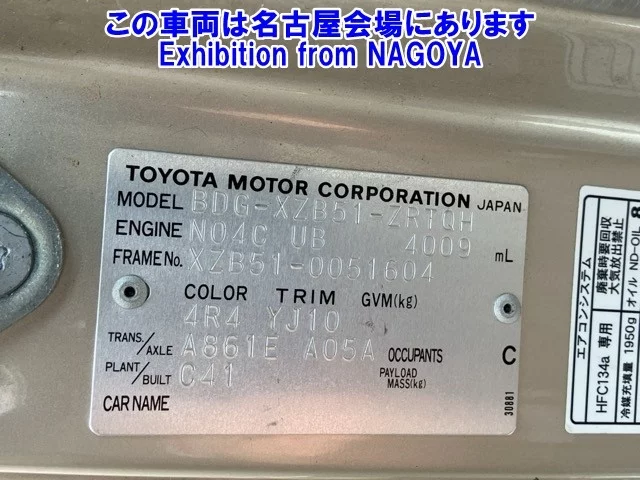 この車両は名古屋会場にあります
Exhibition from NAGOYA
TOYOTA MOTOR CORPORATION JAPAN
MODEL BDG-XZB51-ZRTQH
ENGINE N04C UB 4009 mL
FRAME No. XZB51-0051604
COLOR TRIM GVM(kg)
4R4 YJ10
TRANS./AXLE A861E A05A OCCUPANTS C
PLANT/BUILT C41 PAYLOAD MASS(kg)
CAR NAME
30881
エアコンシステム
廃棄時要回収
大気放出禁止
HFC134a 専用
冷媒充填量 1950g オイル ND-OIL 8